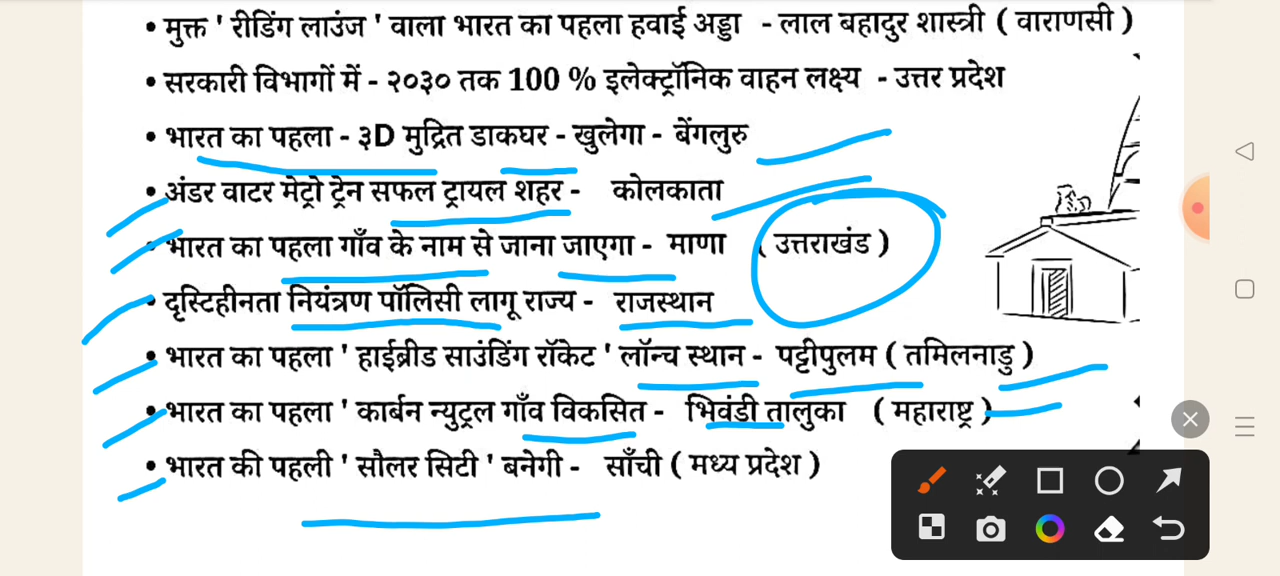 • मुक्त ' रीडिंग लाउंज ' वाला भारत का पहला हवाई अड्डा - लाल बहादुर शास्त्री ( वाराणसी )
• सरकारी विभागों में - २०३० तक 100 % इलेक्ट्रॉनिक वाहन लक्ष्य - उत्तर प्रदेश
• भारत का पहला - ३D मुद्रित डाकघर - खुलेगा - बेंगलुरु
• अंडर वाटर मेट्रो ट्रेन सफल ट्रायल शहर - कोलकाता
• भारत का पहला गाँव के नाम से जाना जाएगा - माणा ( उत्तराखंड )
• दृस्टिहीनता नियंत्रण पॉलिसी लागू राज्य - राजस्थान
• भारत का पहला ' हाईब्रीड साउंडिंग रॉकेट ' लॉन्च स्थान - पट्टीपुलम ( तमिलनाडु )
• भारत का पहला ' कार्बन न्युट्रल गाँव विकसित - भिवंडी तालुका ( महाराष्ट्र )
• भारत की पहली ' सौलर सिटी ' बनेगी - साँची ( मध्य प्रदेश )